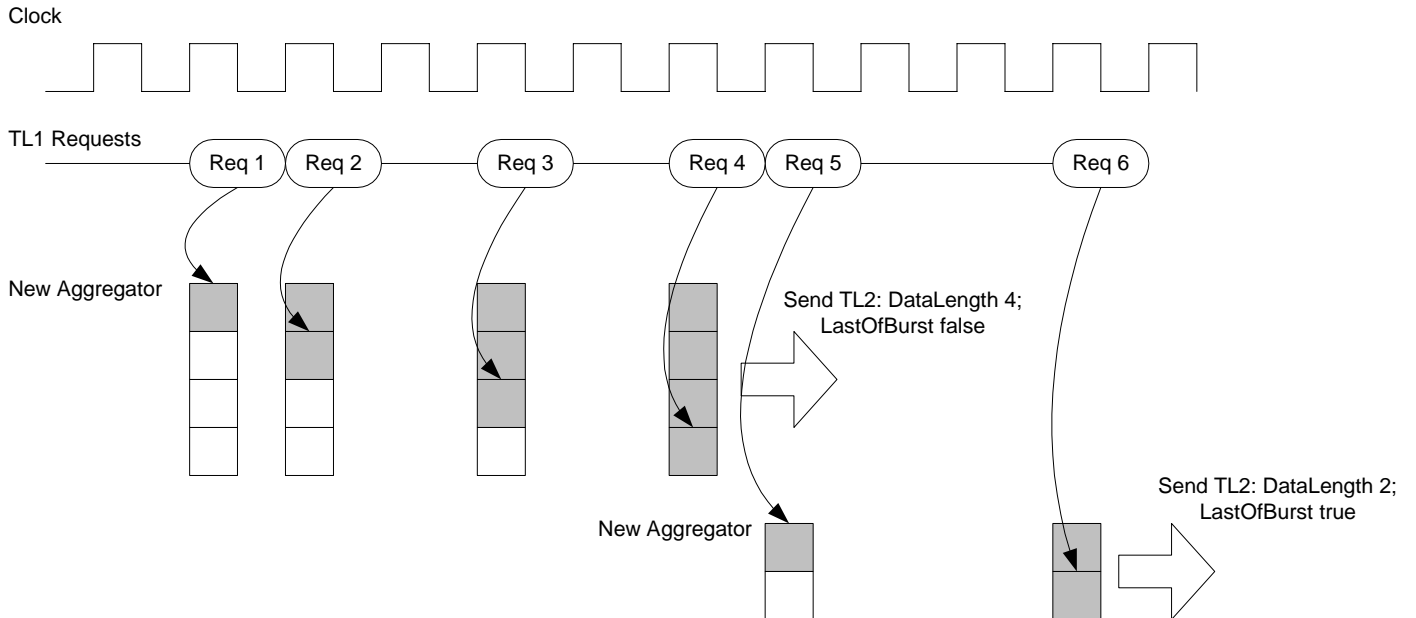 Clock
TL1 Requests
Req 1
Req 2
Req 3
Req 4
Req 5
Req 6
New Aggregator
Send TL2: DataLength 4;
LastOfBurst false
Send TL2: DataLength 2;
LastOfBurst true
New Aggregator